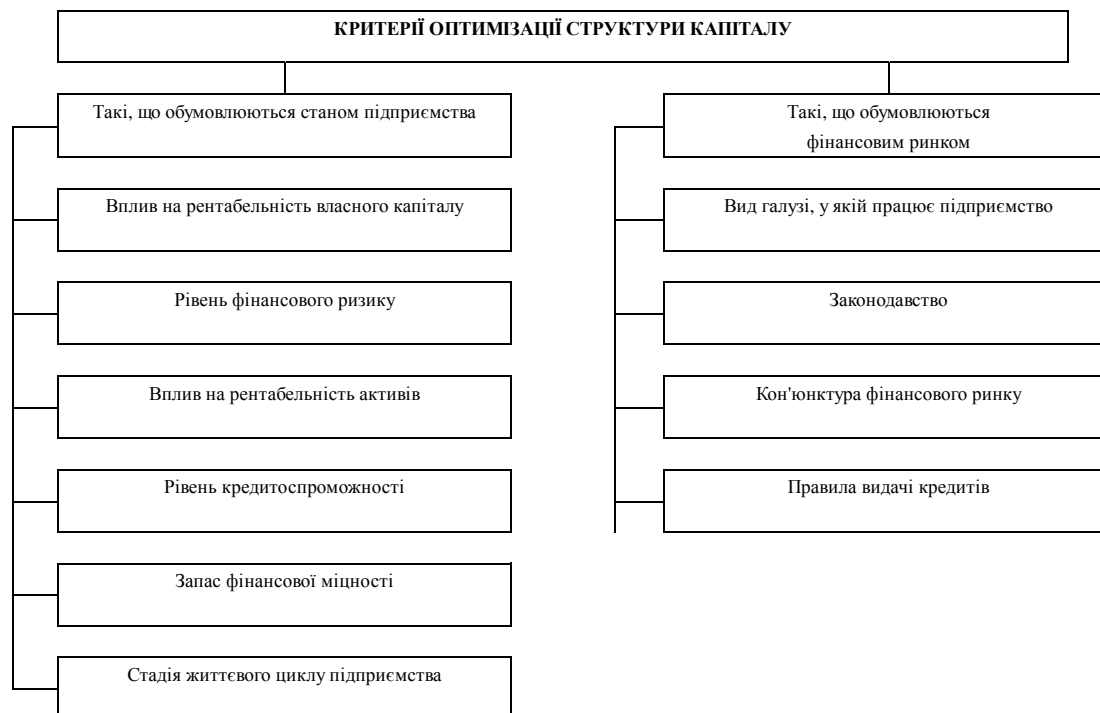 КРИТЕРІЇ ОПТИМІЗАЦІЇ СТРУКТУРИ КАПІТАЛУ
Такі, що обумовлюються станом підприємства
Вплив на рентабельність власного капіталу
Рівень фінансового ризику
Вплив на рентабельність активів
Рівень кредитоспроможності
Запас фінансової міцності
Стадія життєвого циклу підприємства
Такі, що обумовлюються
фінансовим ринком
Вид галузі, у якій працює підприємство
Законодавство
Кон'юнктура фінансового ринку
Правила видачі кредитів